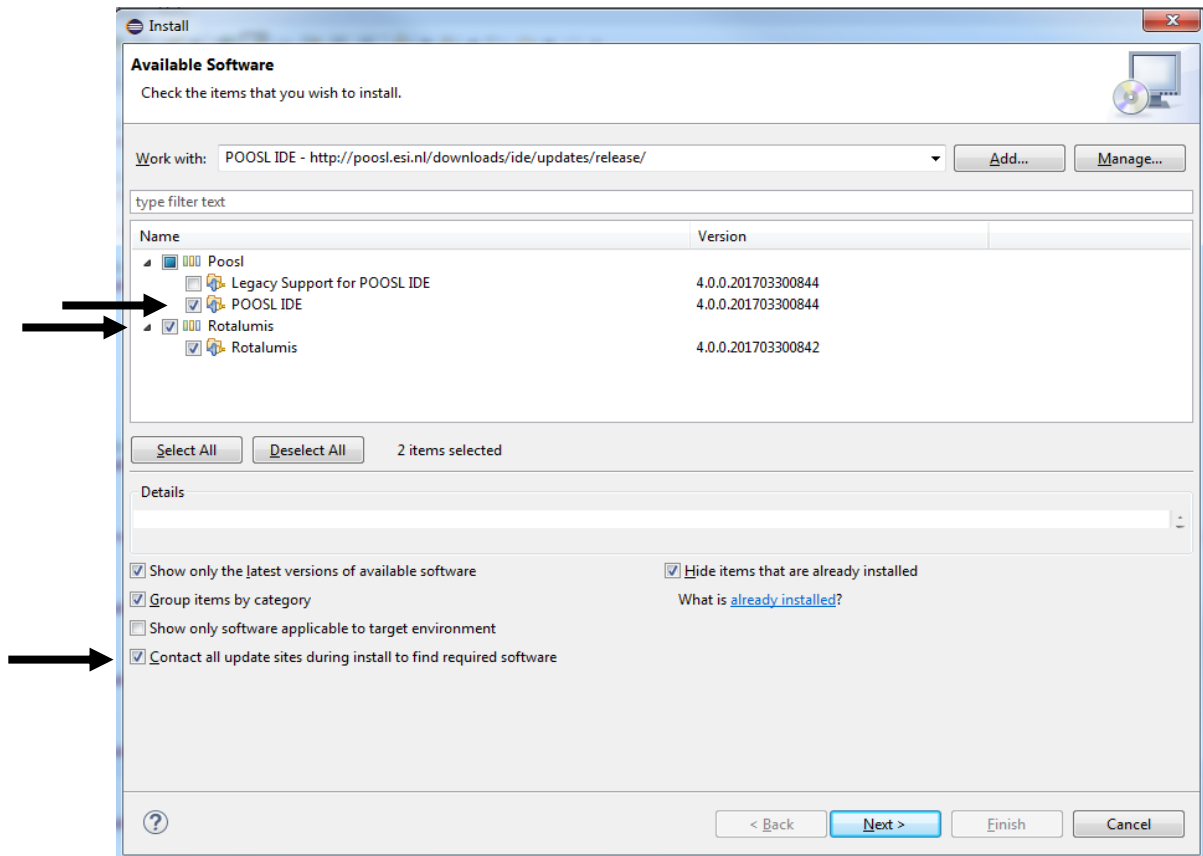 Install
Available Software
Check the items that you wish to install.
Work with: POOSL IDE - http://poosl.esi.nl/downloads/ide/updates/release/ Add... Manage...
type filter text
Name Version
Poosl
Legacy Support for POOSL IDE 4.0.0.201703300844
POOSL IDE 4.0.0.201703300844
Rotalumis
Rotalumis 4.0.0.201703300842
Select All Deselect All 2 items selected
Details
Show only the latest versions of available software Hide items that are already installed
Group items by category What is already installed?
Show only software applicable to target environment
Contact all update sites during install to find required software
? < Back Next > Finish Cancel